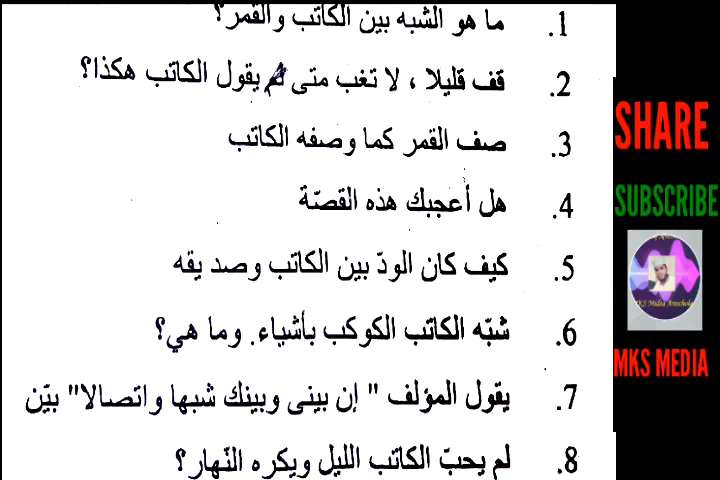 1. ما هو الشبه بين الكاتب والقمر؟
2. قف قليلا ، لا تغب متى يقول الكاتب هكذا؟
3. صف القمر كما وصفه الكاتب
4. هل أعجبك هذه القصّة
5. كيف كان الودّ بين الكاتب وصديقه
6. شبّه الكاتب الكوكب بأشياء. وما هي؟
7. يقول المؤلف " إن بينى وبينك شبها واتصالا" بيّن
8. لم يحبّ الكاتب الليل ويكره النّهار؟
SHARE
SUBSCRIBE
MKS MEDIA